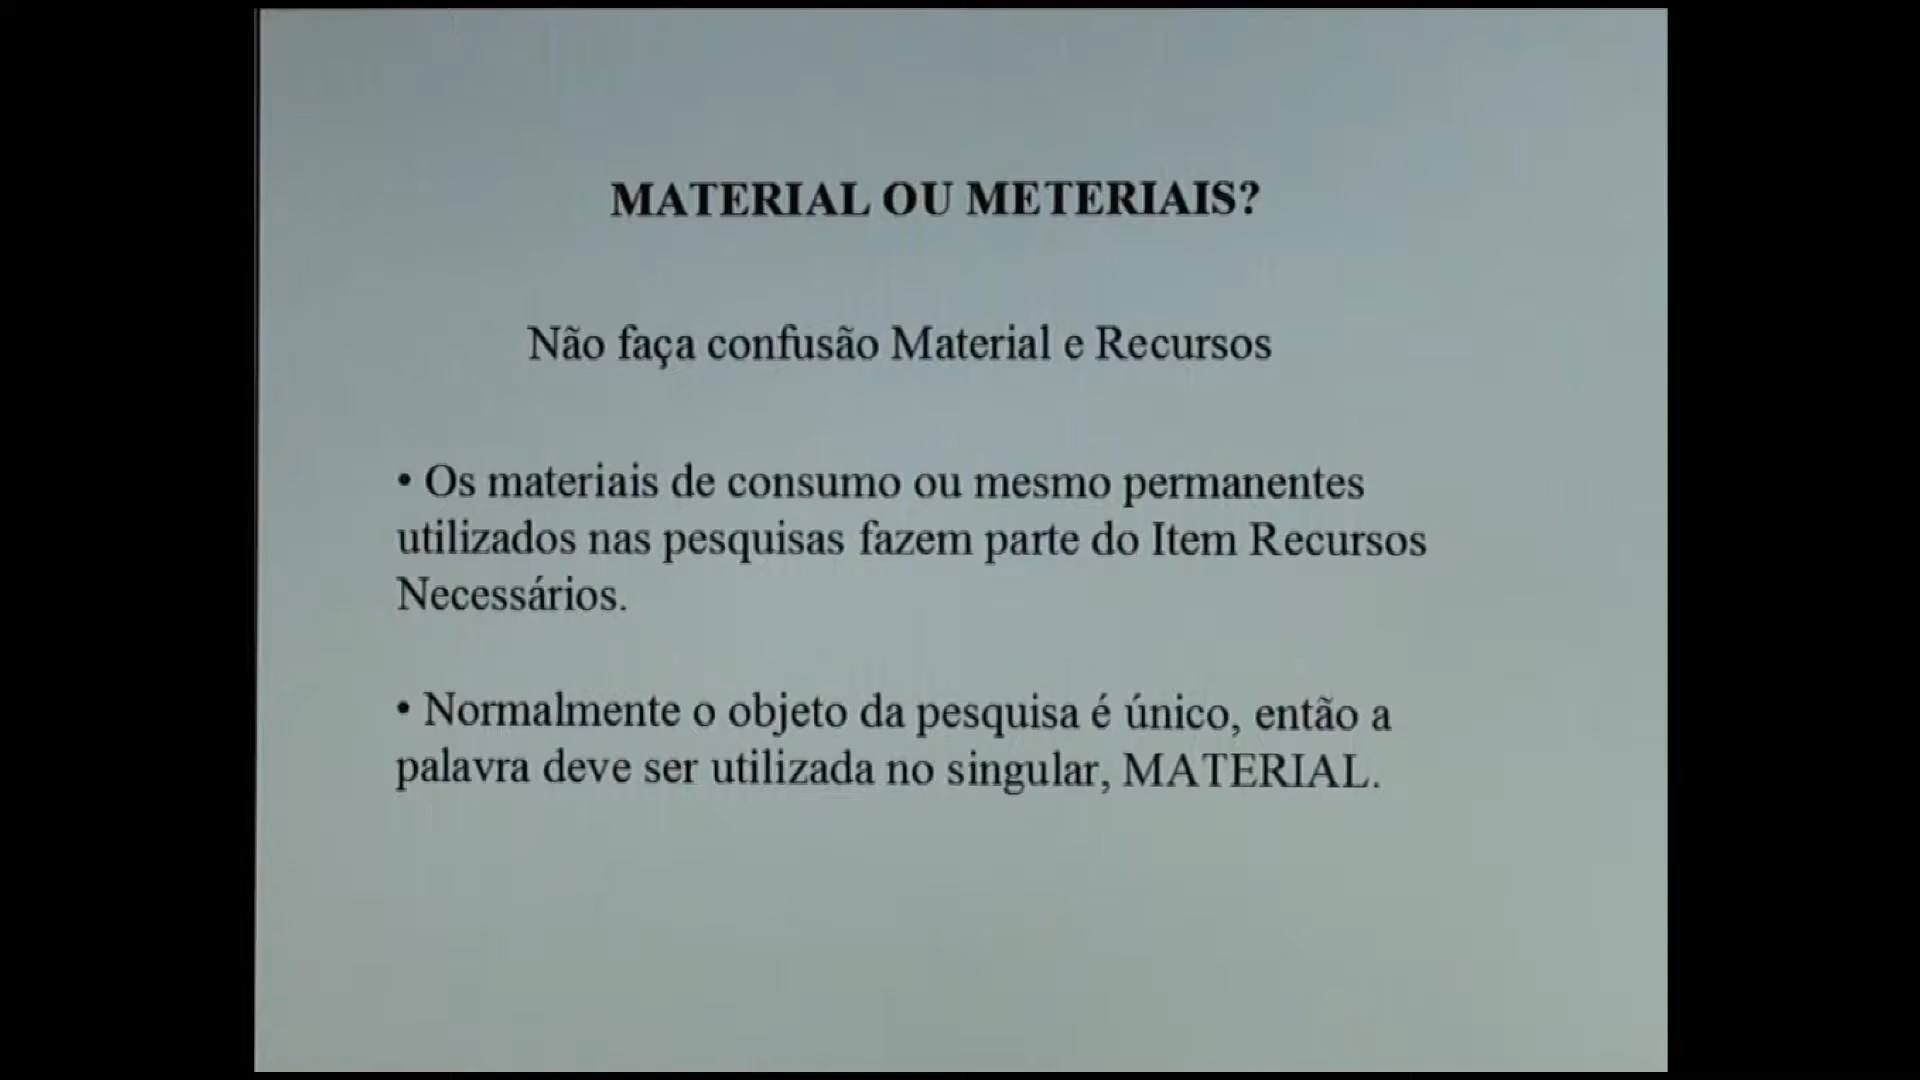 MATERIAL OU METERIAIS?
Não faça confusão Material e Recursos
• Os materiais de consumo ou mesmo permanentes
utilizados nas pesquisas fazem parte do Item Recursos
Necessários.
• Normalmente o objeto da pesquisa é único, então a
palavra deve ser utilizada no singular, MATERIAL.